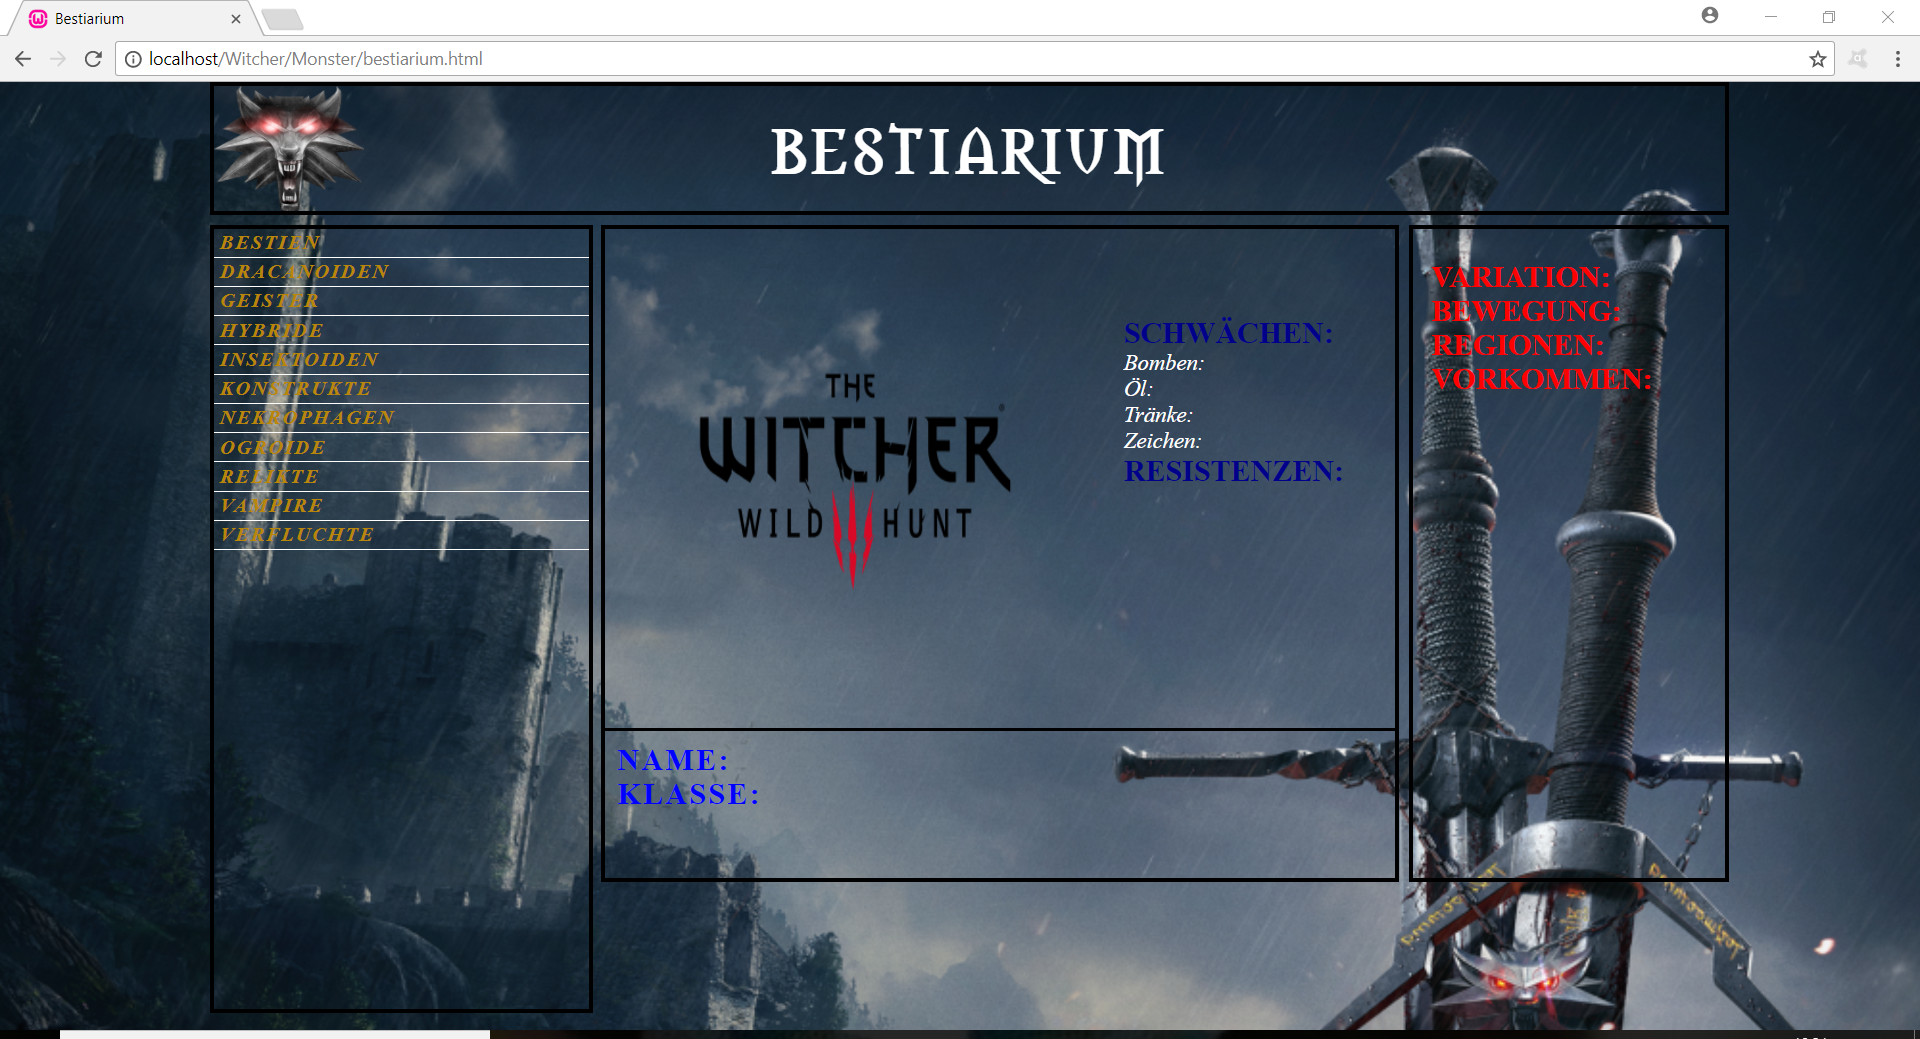 Bestiarium
localhost/Witcher/Monster/bestiarium.html
BESTIARIUM
BESTIEN
DRACANOIDEN
GEISTER
HYBRIDE
INSEKTOIDEN
KONSTRUKTE
NEKROPHAGEN
OGROIDE
RELIKTE
VAMPIRE
VERFLUCHTE
THE
WITCHER
WILD HUNT
SCHWÄCHEN:
Bomben:
Öl:
Tränke:
Zeichen:
RESISTENZEN:
NAME:
KLASSE:
VARIATION:
BEWEGUNG:
REGIONEN:
VORKOMMEN: